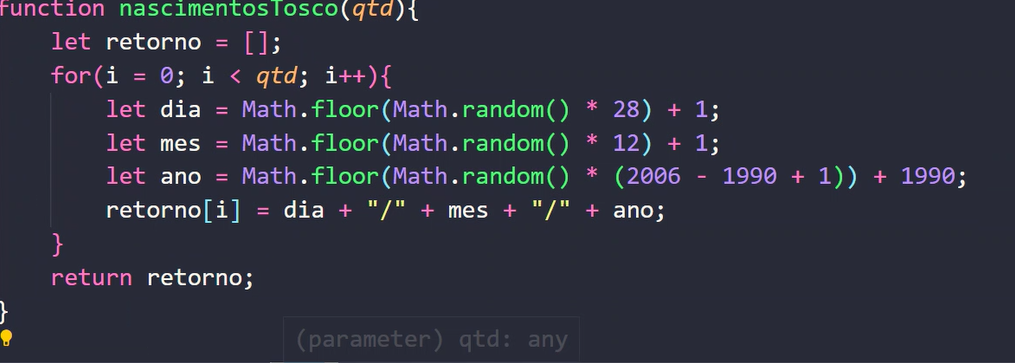 function nascimentosTosco(qtd){
    let retorno = [];
    for(i = 0; i < qtd; i++){
        let dia = Math.floor(Math.random() * 28) + 1;
        let mes = Math.floor(Math.random() * 12) + 1;
        let ano = Math.floor(Math.random() * (2006 - 1990 + 1)) + 1990;
        retorno[i] = dia + "/" + mes + "/" + ano;
    }
    return retorno;
}
(parameter) qtd: any